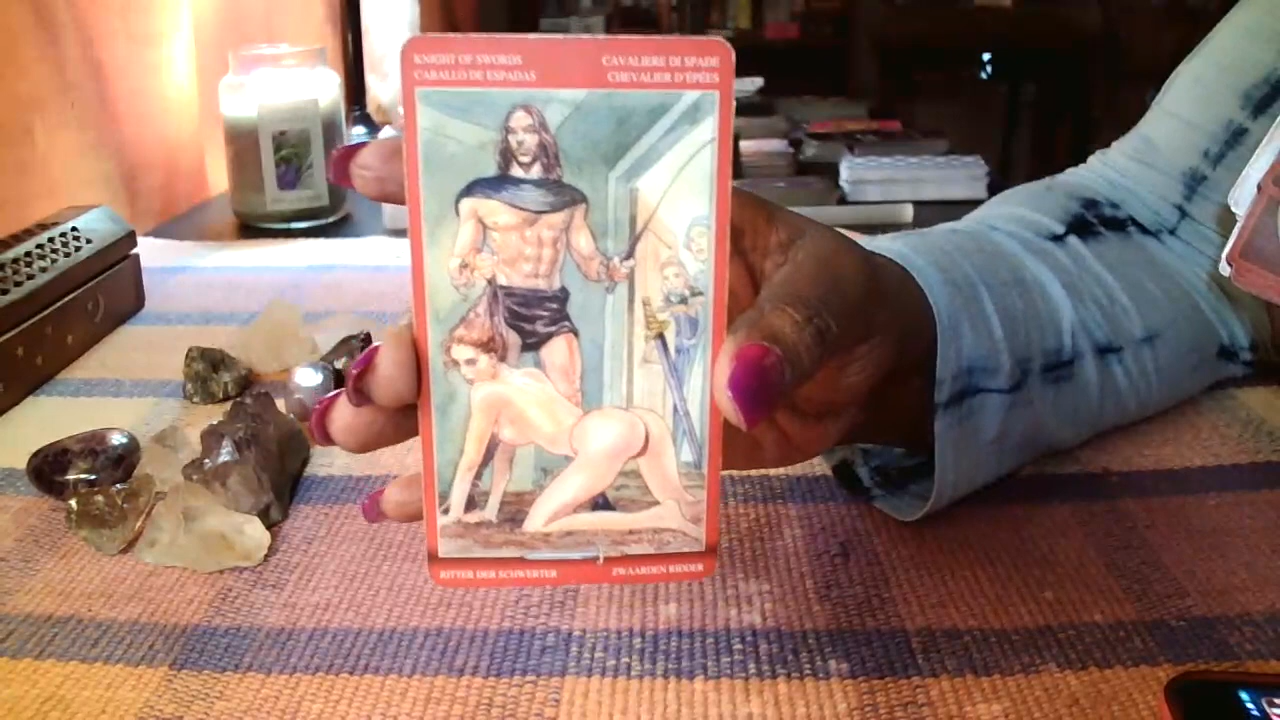 KNIGHT OF SWORDS
CABALLO DE ESPADAS
CAVALIERE DI SPADE
CHEVALIER D'ÉPÉES
RITTER DER SCHWERTER
ZWAARDEN RIDDER